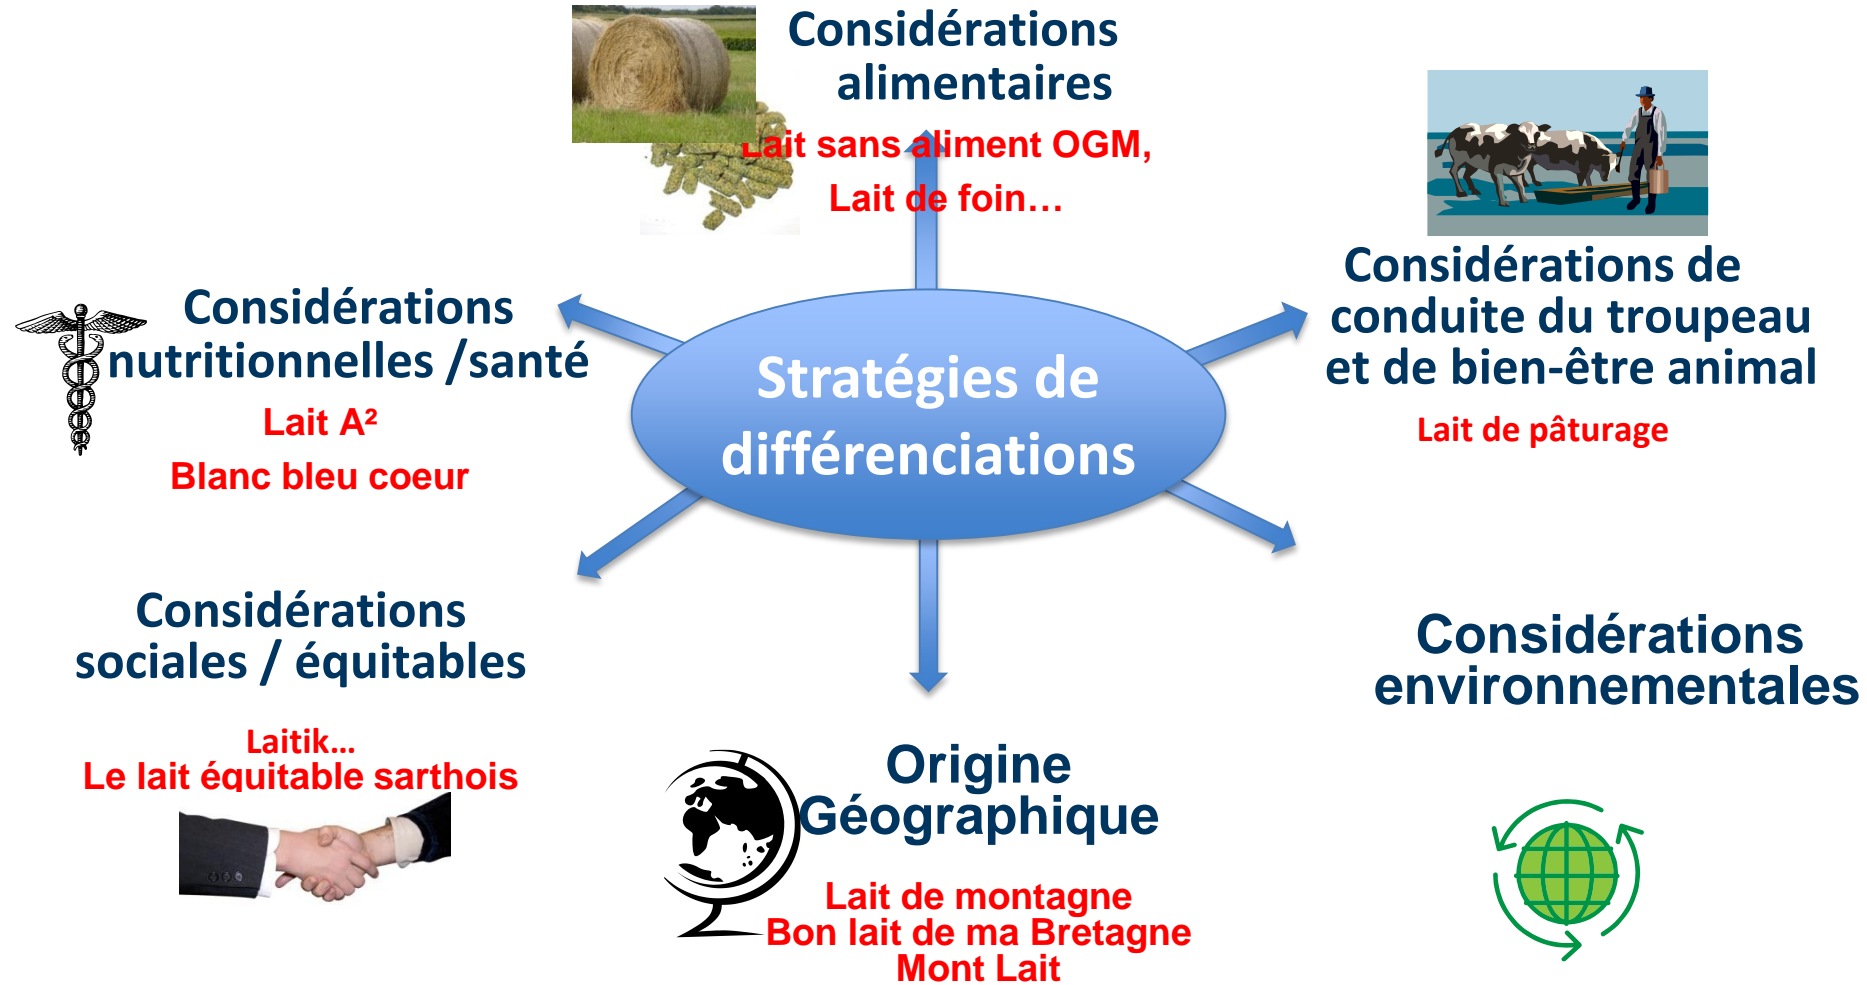 Considérations
alimentaires
Lait sans aliment OGM,
Lait de foin…
Considérations de
conduite du troupeau
et de bien-être animal
Lait de pâturage
Considérations
nutritionnelles /santé
Lait A²
Blanc bleu coeur
Stratégies de
différenciations
Considérations
sociales / équitables
Laitik…
Le lait équitable sarthois
Considérations
environnementales
Origine
Géographique
Lait de montagne
Bon lait de ma Bretagne
Mont Lait